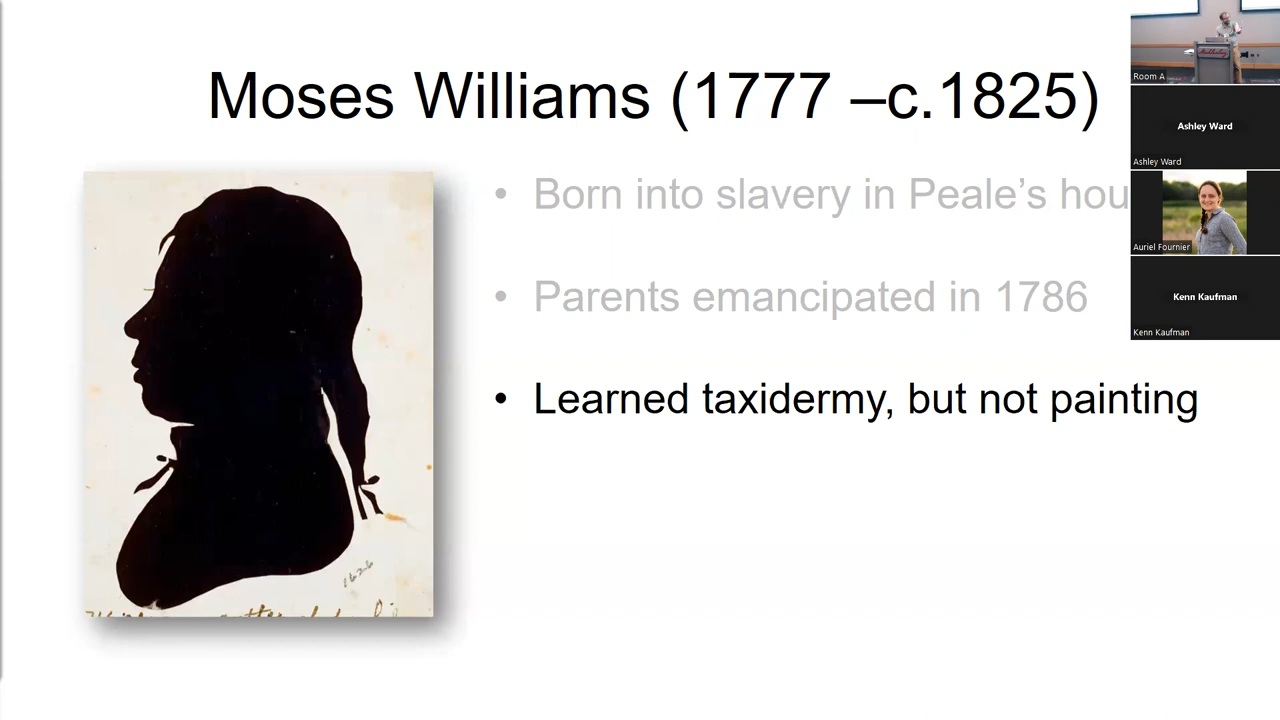 Moses Williams (1777 –c.1825)
• Born into slavery in Peale’s hou
• Parents emancipated in 1786
• Learned taxidermy, but not painting
Room A
Ashley Ward
Ashley Ward
Auriel Fournier
Kenn Kaufman
Kenn Kaufman